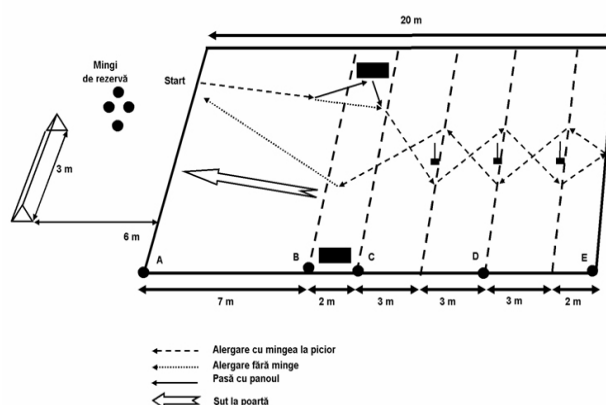 20 m
Mingi
de rezervă
Start
3 m
6 m
A
B
C
D
E
7 m
2 m
3 m
3 m
3 m
2 m
Alergare cu mingea la picior
Alergare fără minge
Pasă cu panoul
Șut la poartă